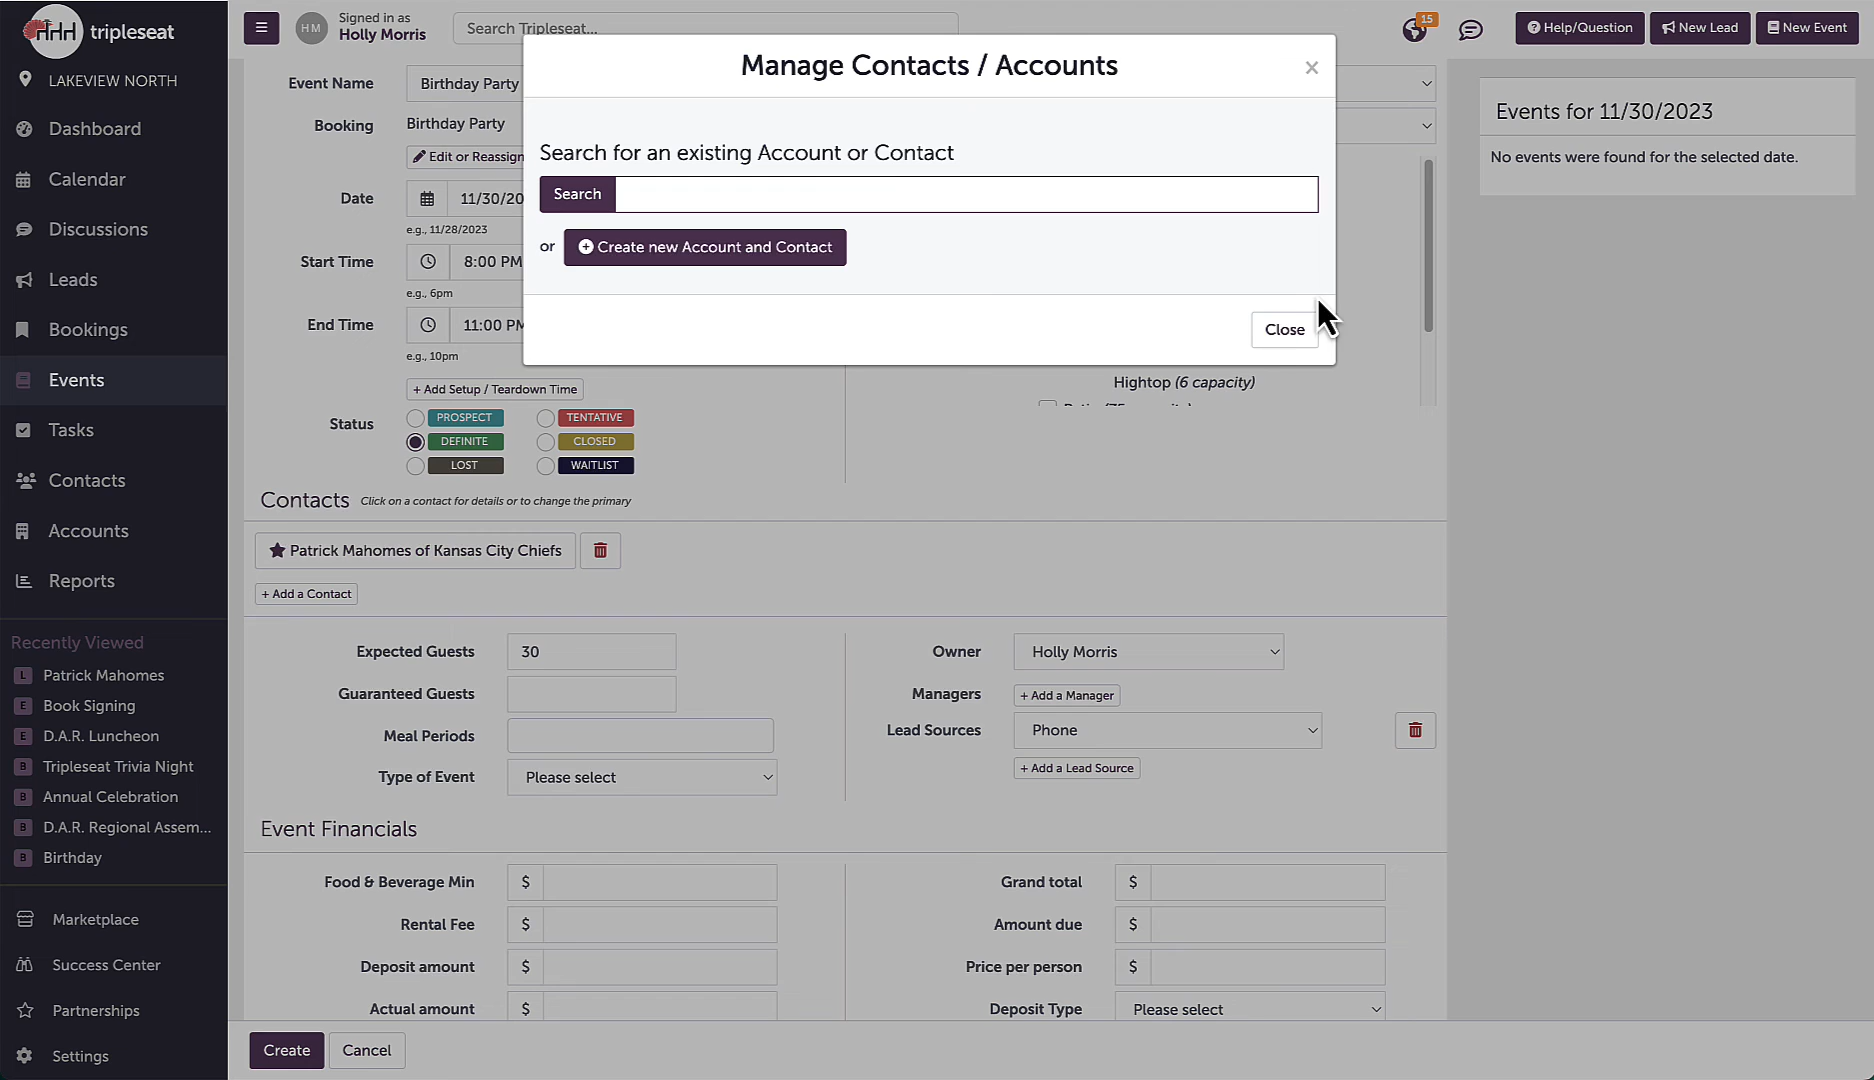 HHH tripleseat
LAKEVIEW NORTH
Dashboard
Calendar
Discussions
Leads
Bookings
Events
Tasks
Contacts
Accounts
Reports
Recently Viewed
L Patrick Mahomes
E Book Signing
E D.A.R. Luncheon
B Tripleseat Trivia Night
B Annual Celebration
B D.A.R. Regional Assem...
B Birthday
Marketplace
Success Center
Partnerships
Settings
HM
Signed in as
Holly Morris
Search Tripleseat...
15
Help/Question
New Lead
New Event
Manage Contacts / Accounts
×
Search for an existing Account or Contact
Search
or
Create new Account and Contact
Close
Event Name
Birthday Party
Booking
Birthday Party
Edit or Reassign
Date
11/30/20
e.g., 11/28/2023
Start Time
8:00 PM
e.g., 6pm
End Time
11:00 PM
e.g., 10pm
+ Add Setup / Teardown Time
Status
PROSPECT
TENTATIVE
DEFINITE
CLOSED
LOST
WAITLIST
Hightop (6 capacity)
Contacts Click on a contact for details or to change the primary
Patrick Mahomes of Kansas City Chiefs
+ Add a Contact
Expected Guests
30
Guaranteed Guests
Meal Periods
Type of Event
Please select
Owner
Holly Morris
Managers
+ Add a Manager
Lead Sources
Phone
+ Add a Lead Source
Event Financials
Food & Beverage Min $
Rental Fee $
Deposit amount $
Actual amount $
Grand total $
Amount due $
Price per person $
Deposit Type
Please select
Create
Cancel
Events for 11/30/2023
No events were found for the selected date.